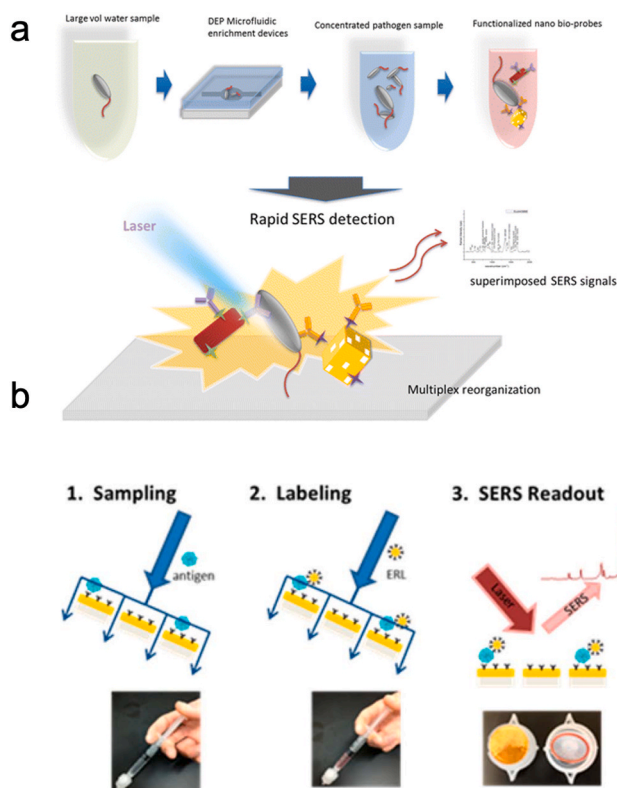 a
Large vol water sample
DEP Microfluidic
enrichment devices
Concentrated pathogen sample
Functionalized nano bio-probes
Rapid SERS detection
Laser
superimposed SERS signals
Multiplex reorganization
b
1. Sampling
2. Labeling
3. SERS Readout
antigen
ERL
Laser
SERS